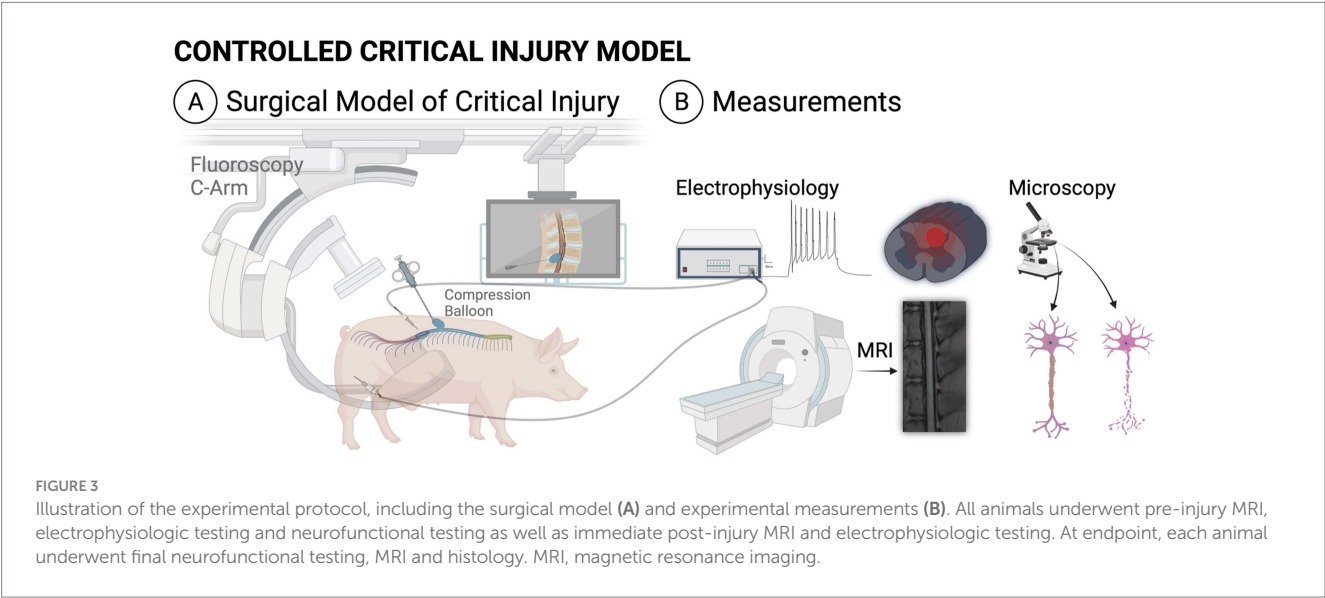 CONTROLLED CRITICAL INJURY MODEL
A Surgical Model of Critical Injury
B Measurements
Fluoroscopy
C-Arm
Compression
Balloon
Electrophysiology
Microscopy
MRI
FIGURE 3
Illustration of the experimental protocol, including the surgical model (A) and experimental measurements (B). All animals underwent pre-injury MRI,
electrophysiologic testing and neurofunctional testing as well as immediate post-injury MRI and electrophysiologic testing. At endpoint, each animal
underwent final neurofunctional testing, MRI and histology. MRI, magnetic resonance imaging.